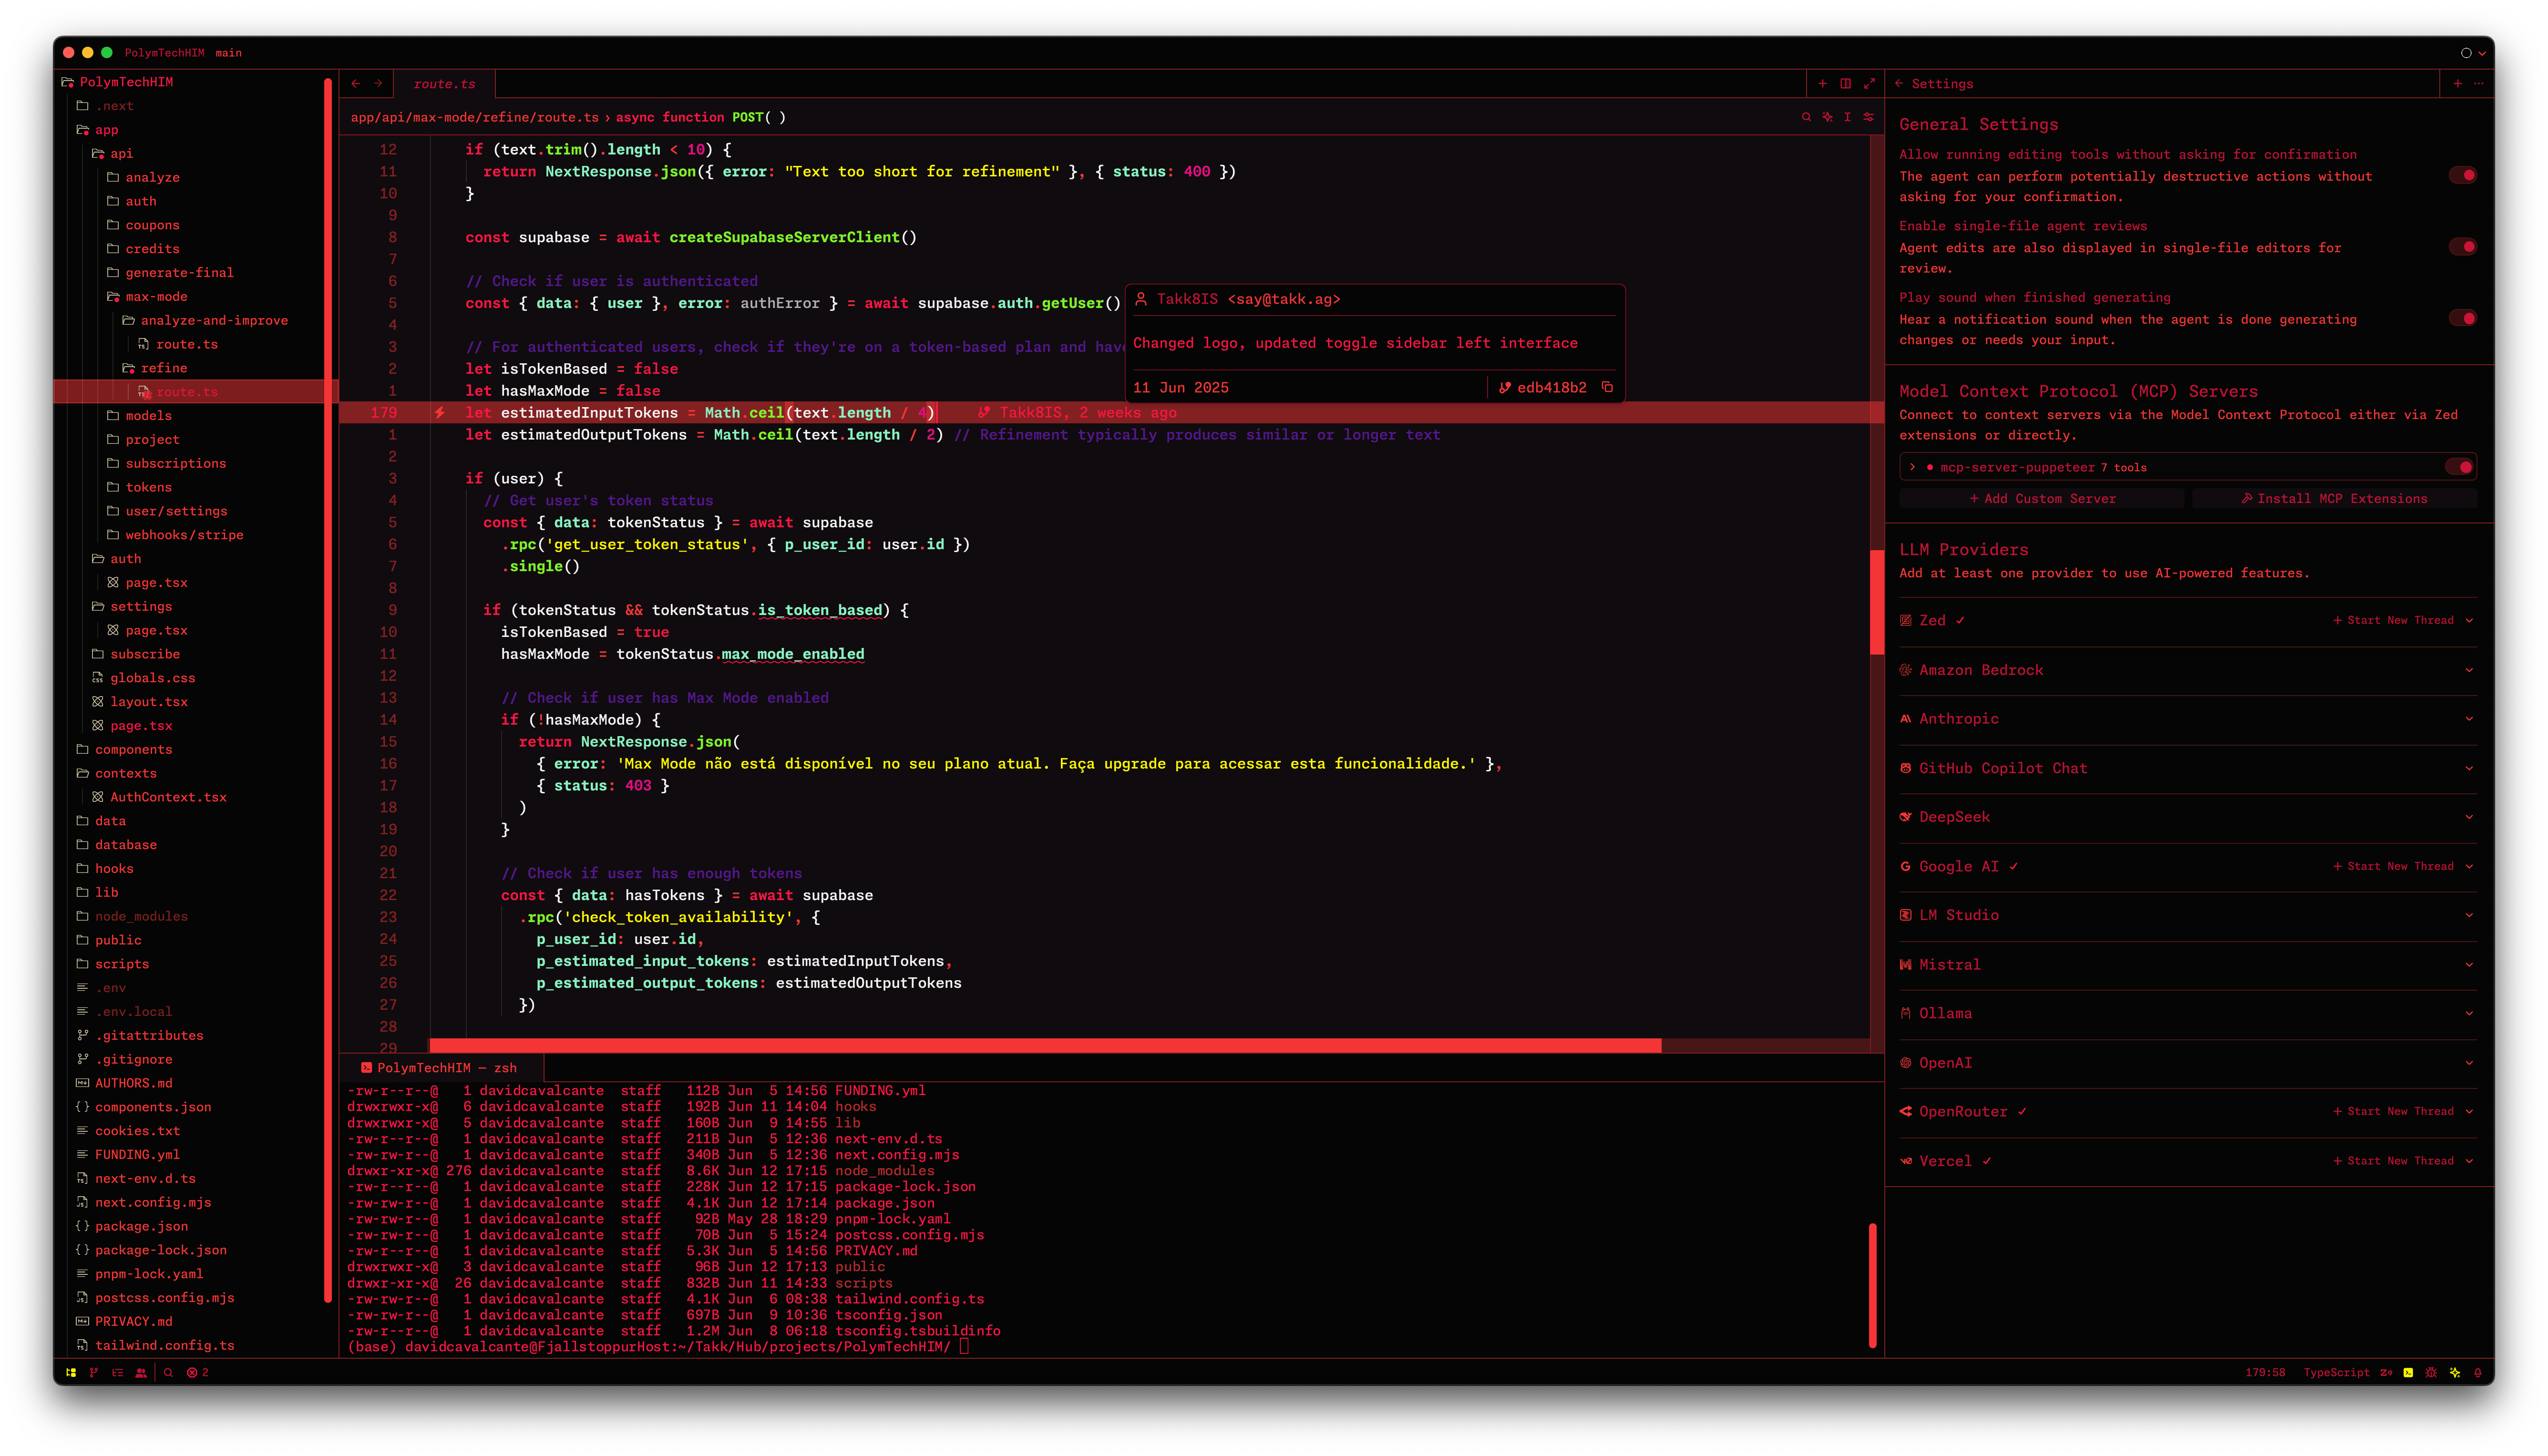 PolymTechHIM main
PolymTechHIM
.next
app
api
analyze
auth
coupons
credits
generate-final
max-mode
analyze-and-improve
route.ts
refine
route.ts
models
project
subscriptions
tokens
user/settings
webhooks/stripe
auth
page.tsx
settings
page.tsx
subscribe
globals.css
layout.tsx
page.tsx
components
contexts
AuthContext.tsx
data
database
hooks
lib
node_modules
public
scripts
.env
.env.local
.gitattributes
.gitignore
AUTHORS.md
components.json
cookies.txt
FUNDING.yml
next-env.d.ts
next.config.mjs
package.json
package-lock.json
pnpm-lock.yaml
postcss.config.mjs
PRIVACY.md
tailwind.config.ts
route.ts
app/api/max-mode/refine/route.ts › async function POST( )
12 if (text.trim().length < 10) {
11 return NextResponse.json({ error: "Text too short for refinement" }, { status: 400 })
10 }
9
8 const supabase = await createSupabaseServerClient()
7
6 // Check if user is authenticated
5 const { data: { user }, error: authError } = await supabase.auth.getUser()
4
3 // For authenticated users, check if they're on a token-based plan and hav
2 let isTokenBased = false
1 let hasMaxMode = false
179 let estimatedInputTokens = Math.ceil(text.length / 4) Takk8IS, 2 weeks ago
1 let estimatedOutputTokens = Math.ceil(text.length / 2) // Refinement typically produces similar or longer text
2
3 if (user) {
4 // Get user's token status
5 const { data: tokenStatus } = await supabase
6 .rpc('get_user_token_status', { p_user_id: user.id })
7 .single()
8
9 if (tokenStatus && tokenStatus.is_token_based) {
10 isTokenBased = true
11 hasMaxMode = tokenStatus.max_mode_enabled
12
13 // Check if user has Max Mode enabled
14 if (!hasMaxMode) {
15 return NextResponse.json(
16 { error: 'Max Mode não está disponível no seu plano atual. Faça upgrade para acessar esta funcionalidade.' },
17 { status: 403 }
18 )
19 }
20
21 // Check if user has enough tokens
22 const { data: hasTokens } = await supabase
23 .rpc('check_token_availability', {
24 p_user_id: user.id,
25 p_estimated_input_tokens: estimatedInputTokens,
26 p_estimated_output_tokens: estimatedOutputTokens
27 })
28
29
Takk8IS <say@takk.ag>
Changed logo, updated toggle sidebar left interface
11 Jun 2025 edb418b2
PolymTechHIM — zsh
-rw-r--r--@ 1 davidcavalcante staff 112B Jun 5 14:56 FUNDING.yml
drwxrwxr-x@ 6 davidcavalcante staff 192B Jun 11 14:04 hooks
drwxrwxr-x@ 5 davidcavalcante staff 160B Jun 9 14:55 lib
-rw-r--r--@ 1 davidcavalcante staff 211B Jun 5 12:36 next-env.d.ts
-rw-rw-r--@ 1 davidcavalcante staff 340B Jun 5 12:36 next.config.mjs
drwxr-xr-x@ 276 davidcavalcante staff 8.6K Jun 12 17:15 node_modules
-rw-rw-r--@ 1 davidcavalcante staff 228K Jun 12 17:15 package-lock.json
-rw-rw-r--@ 1 davidcavalcante staff 4.1K Jun 12 17:14 package.json
-rw-rw-r--@ 1 davidcavalcante staff 92B May 28 18:29 pnpm-lock.yaml
-rw-rw-r--@ 1 davidcavalcante staff 70B Jun 5 15:24 postcss.config.mjs
-rw-rw-r--@ 1 davidcavalcante staff 5.3K Jun 5 14:56 PRIVACY.md
drwxrwxr-x@ 3 davidcavalcante staff 96B Jun 12 17:13 public
drwxr-xr-x@ 26 davidcavalcante staff 832B Jun 11 14:33 scripts
-rw-rw-r--@ 1 davidcavalcante staff 4.1K Jun 6 08:38 tailwind.config.ts
-rw-rw-r--@ 1 davidcavalcante staff 697B Jun 9 10:36 tsconfig.json
-rw-r--r--@ 1 davidcavalcante staff 1.2M Jun 8 06:18 tsconfig.tsbuildinfo
(base) davidcavalcante@FjallstoppurHost:~/Takk/Hub/projects/PolymTechHIM/
Settings
General Settings
Allow running editing tools without asking for confirmation
The agent can perform potentially destructive actions without
asking for your confirmation.
Enable single-file agent reviews
Agent edits are also displayed in single-file editors for
review.
Play sound when finished generating
Hear a notification sound when the agent is done generating
changes or needs your input.
Model Context Protocol (MCP) Servers
Connect to context servers via the Model Context Protocol either via Zed
extensions or directly.
mcp-server-puppeteer 7 tools
+ Add Custom Server Install MCP Extensions
LLM Providers
Add at least one provider to use AI-powered features.
Zed ✓ + Start New Thread
Amazon Bedrock
Anthropic
GitHub Copilot Chat
DeepSeek
Google AI ✓ + Start New Thread
LM Studio
Mistral
Ollama
OpenAI
OpenRouter ✓ + Start New Thread
Vercel ✓ + Start New Thread
2
179:58 TypeScript